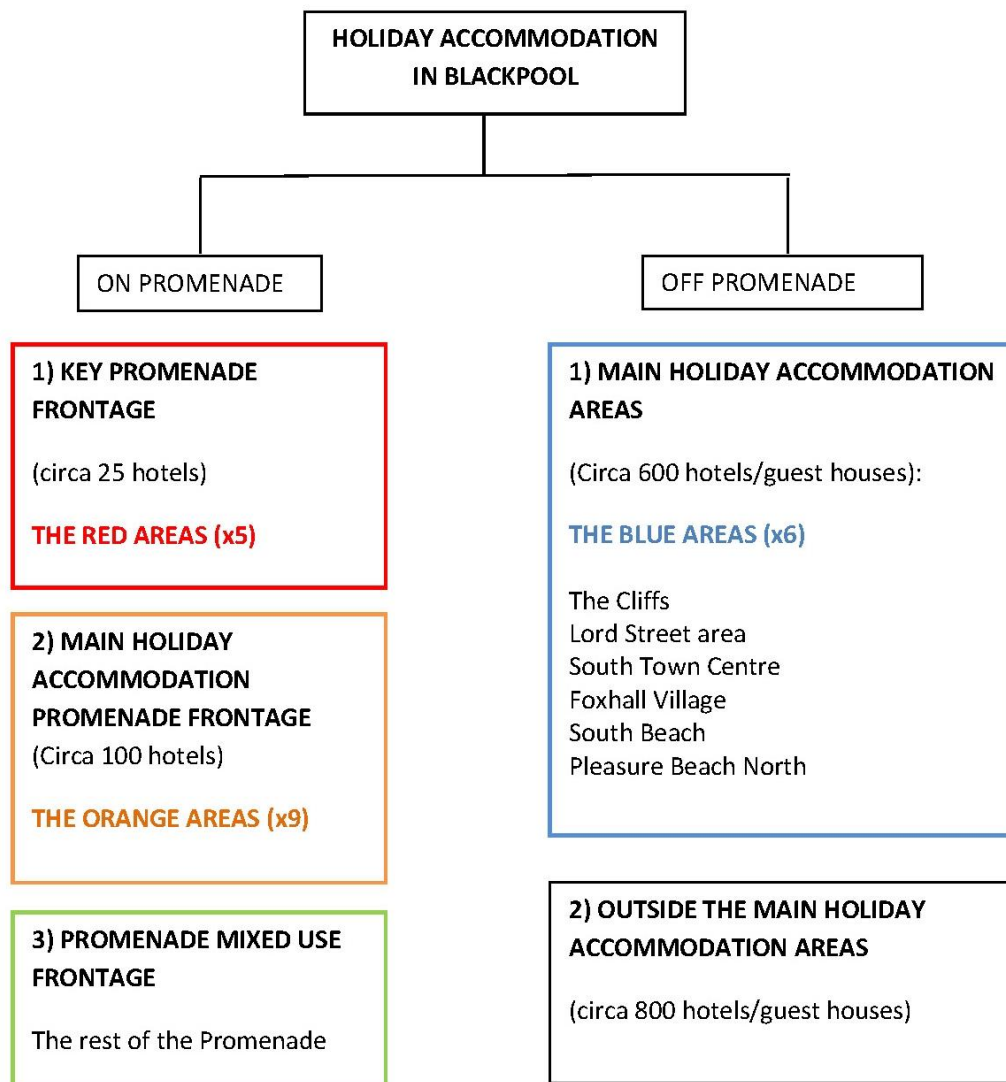 HOLIDAY ACCOMMODATION
IN BLACKPOOL
ON PROMENADE
OFF PROMENADE
1) KEY PROMENADE
FRONTAGE
(circa 25 hotels)
THE RED AREAS (x5)
2) MAIN HOLIDAY
ACCOMMODATION
PROMENADE FRONTAGE
(Circa 100 hotels)
THE ORANGE AREAS (x9)
3) PROMENADE MIXED USE
FRONTAGE
The rest of the Promenade
1) MAIN HOLIDAY ACCOMMODATION
AREAS
(Circa 600 hotels/guest houses):
THE BLUE AREAS (x6)
The Cliffs
Lord Street area
South Town Centre
Foxhall Village
South Beach
Pleasure Beach North
2) OUTSIDE THE MAIN HOLIDAY
ACCOMMODATION AREAS
(circa 800 hotels/guest houses)